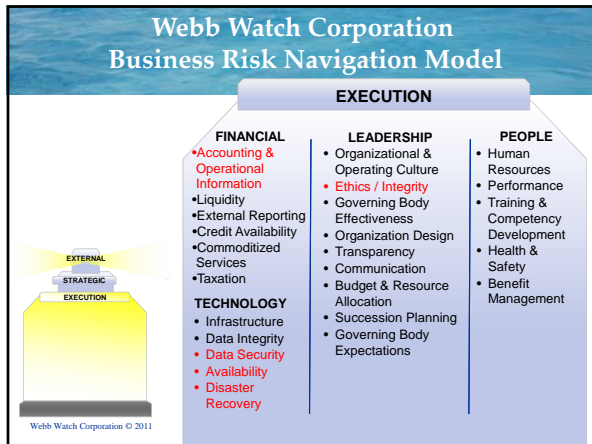 Webb Watch Corporation
Business Risk Navigation Model
EXECUTION
FINANCIAL
•Accounting &
Operational
Information
•Liquidity
•External Reporting
•Credit Availability
•Commoditized
Services
•Taxation
TECHNOLOGY
• Infrastructure
• Data Integrity
• Data Security
• Availability
• Disaster
Recovery
LEADERSHIP
• Organizational &
Operating Culture
• Ethics / Integrity
• Governing Body
Effectiveness
• Organization Design
• Transparency
• Communication
• Budget & Resource
Allocation
• Succession Planning
• Governing Body
Expectations
PEOPLE
• Human
Resources
• Performance
• Training &
Competency
Development
• Health &
Safety
• Benefit
Management
EXTERNAL
STRATEGIC
EXECUTION
Webb Watch Corporation © 2011